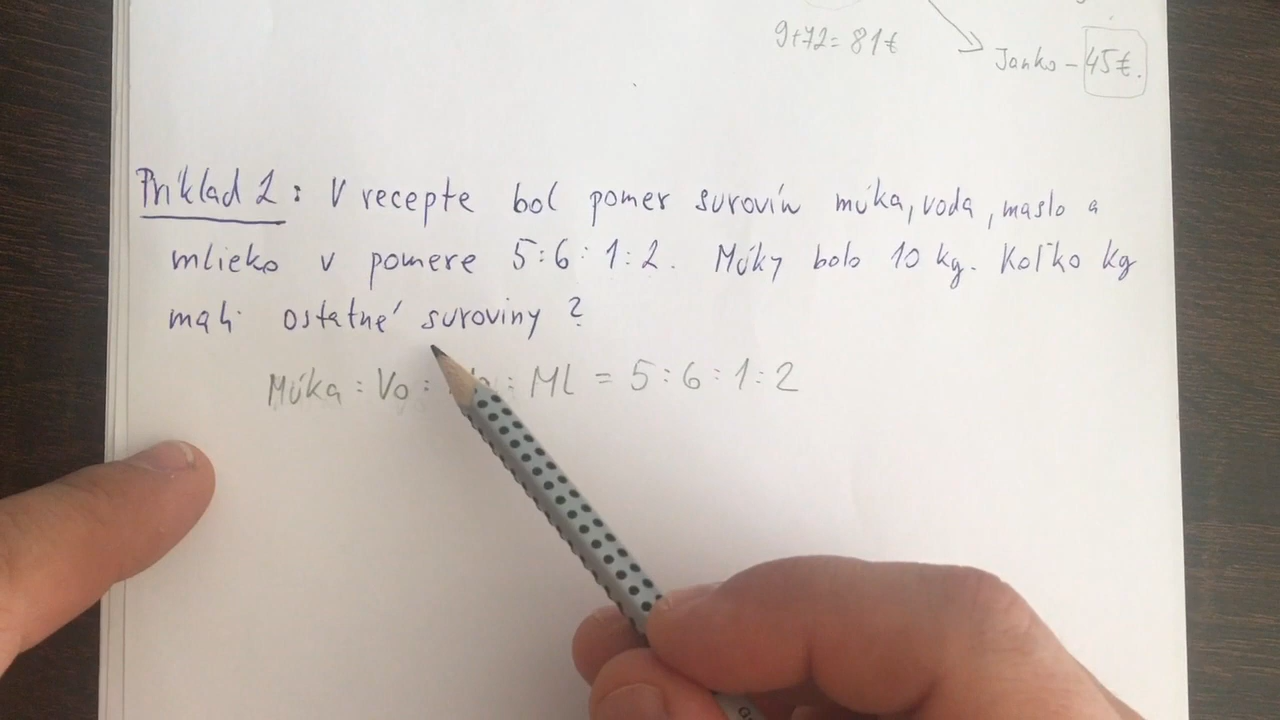 9+72=81€
Janko - 45€.
Príklad 2: V recepte bol pomer surovín múka, voda, maslo a
mlieko v pomere 5:6:1:2. Múky bolo 10 kg. Koľko kg
mali ostatné suroviny?
Múka : Vo : : Ml = 5:6:1:2